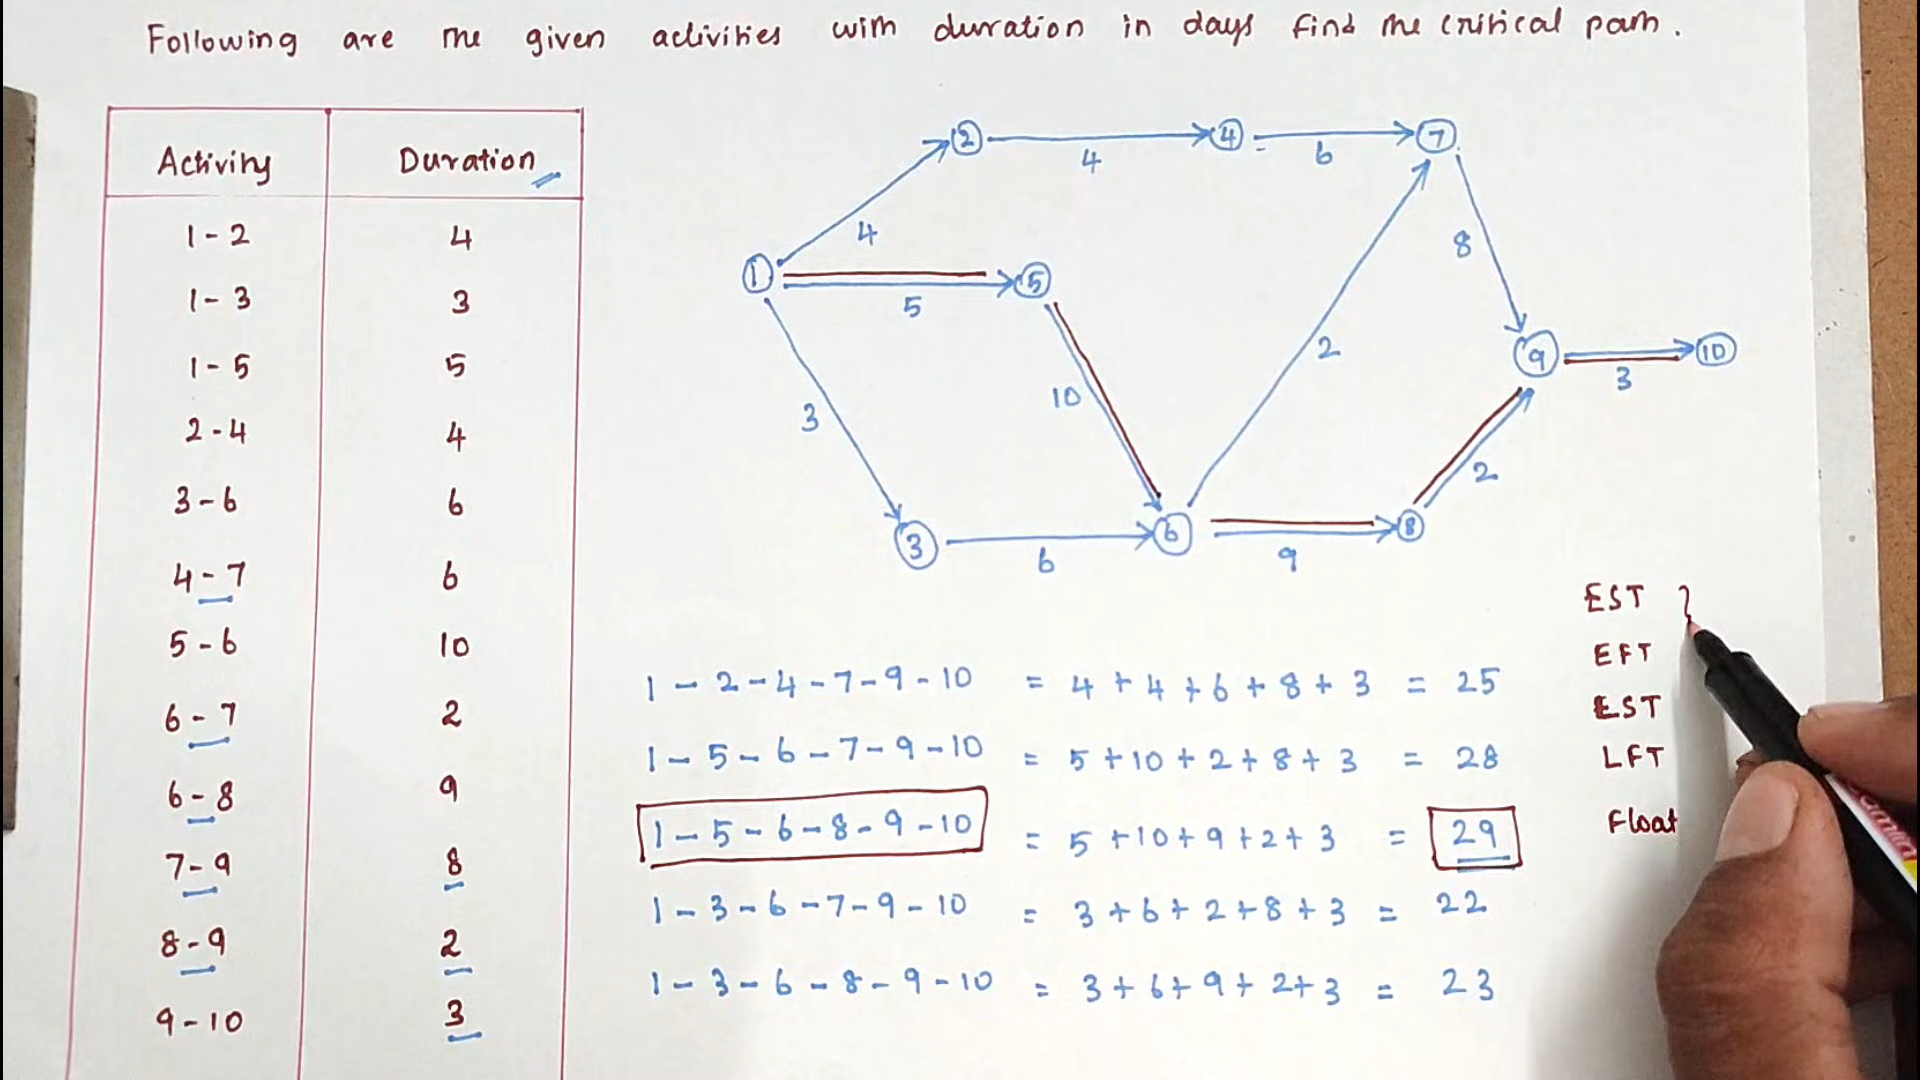 Following are the given activities with duration in days find the critical path.
Activity Duration
1-2 4
1-3 3
1-5 5
2-4 4
3-6 6
4-7 6
5-6 10
6-7 2
6-8 9
7-9 8
8-9 2
9-10 3
2 4 7
4 6
4
1 5
5
8
2
9 10
3
10
3
2
3 6 8
6 9
EST
EFT
EST
LFT
Float
1-2-4-7-9-10 = 4+4+6+8+3 = 25
1-5-6-7-9-10 = 5+10+2+8+3 = 28
1-5-6-8-9-10 = 5+10+9+2+3 = 29
1-3-6-7-9-10 = 3+6+2+8+3 = 22
1-3-6-8-9-10 = 3+6+9+2+3 = 23